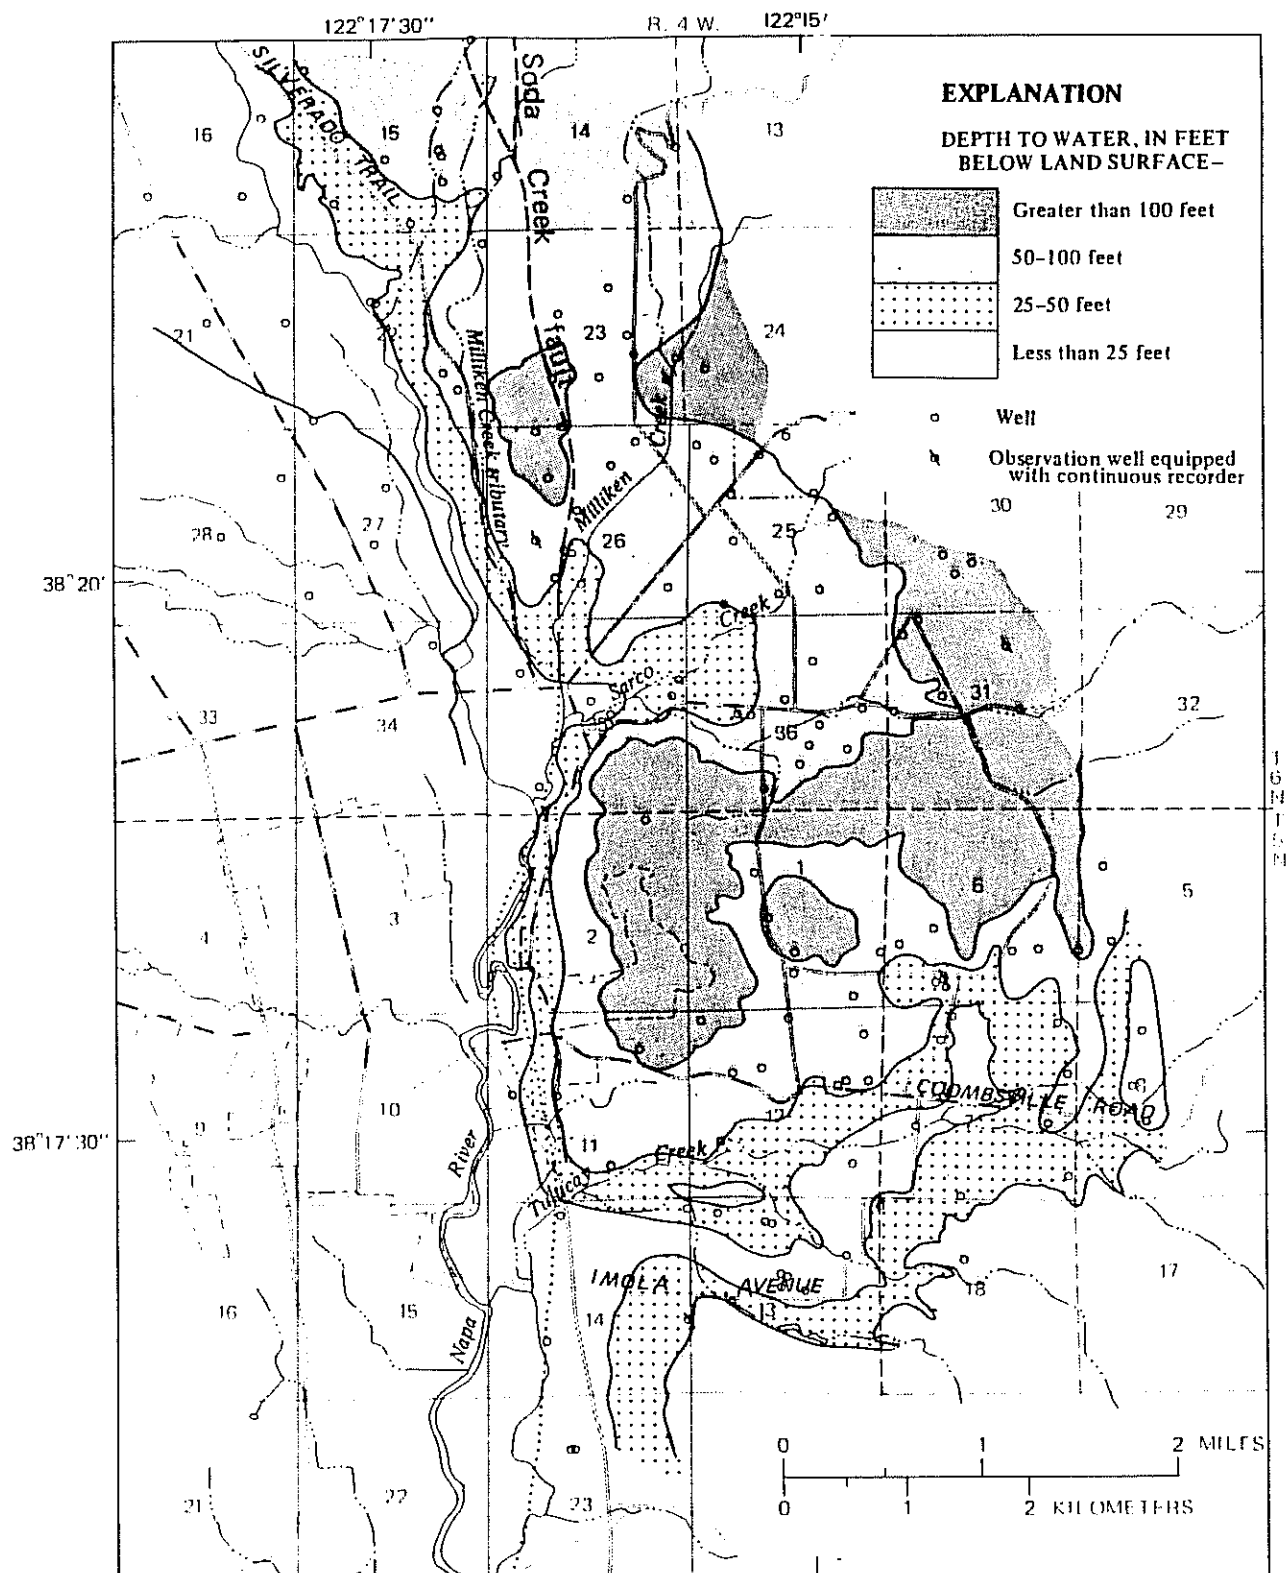 122°17'30"
R. 4 W.
122°15'
SILVERADO TRAIL
Soda Creek fault
16
15
14
13
EXPLANATION
DEPTH TO WATER, IN FEET
BELOW LAND SURFACE–
Greater than 100 feet
50–100 feet
25–50 feet
Less than 25 feet
Well
Observation well equipped
with continuous recorder
21
22
23
24
Milliken Creek tributary
Milliken Creek
28
27
26
25
30
29
38°20'
Sarco Creek
33
34
36
31
32
4
3
2
1
6
5
9
10
11
12
7
8
COOMBSVILLE ROAD
38°17'30"
River
Napa
Tulucay Creek
IMOLA AVENUE
16
15
14
13
18
17
21
22
23
0 1 2 MILES
0 1 2 KILOMETERS